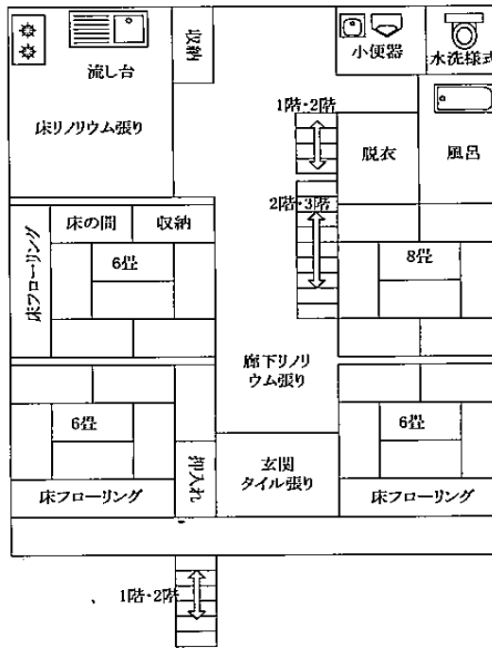 収納
小便器
水洗様式
流し台
1階・2階
床リノリウム張り
脱衣
風呂
2階・3階
床の間
収納
床フローリング
6畳
8畳
廊下リノリ
ウム張り
6畳
6畳
押入れ
玄関
タイル張り
床フローリング
床フローリング
1階・2階